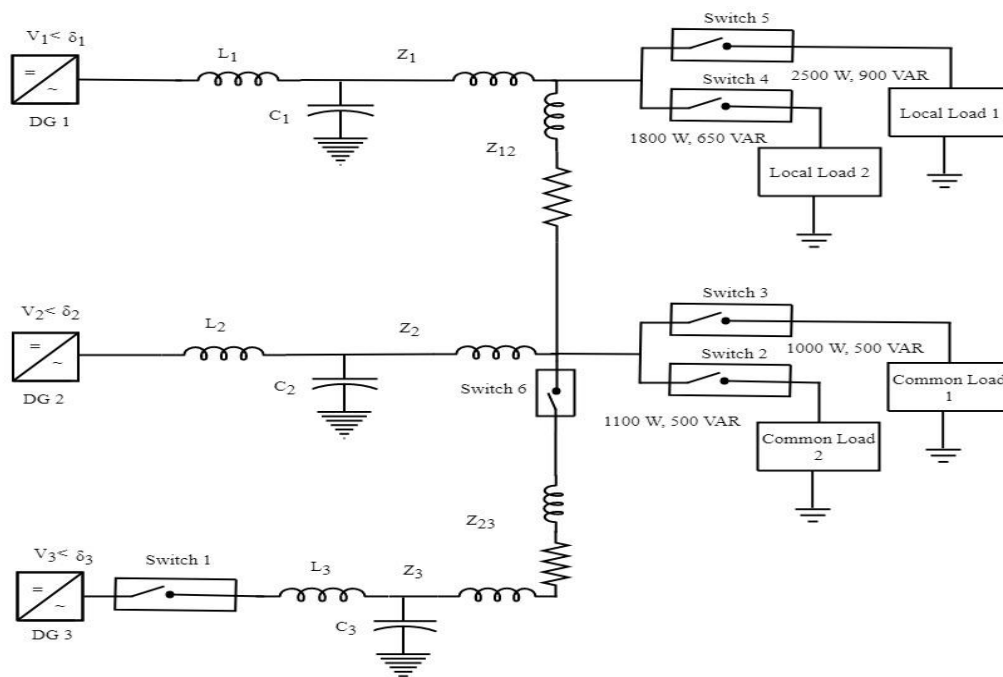 V1< δ1
=
~
DG 1
L1
C1
Z1
Z12
Switch 5
2500 W, 900 VAR
Local Load 1
Switch 4
1800 W, 650 VAR
Local Load 2
V2< δ2
=
~
DG 2
L2
C2
Z2
Switch 6
Switch 3
1000 W, 500 VAR
Common Load
1
Switch 2
1100 W, 500 VAR
Common Load
2
Z23
V3< δ3
=
~
DG 3
Switch 1
L3
C3
Z3